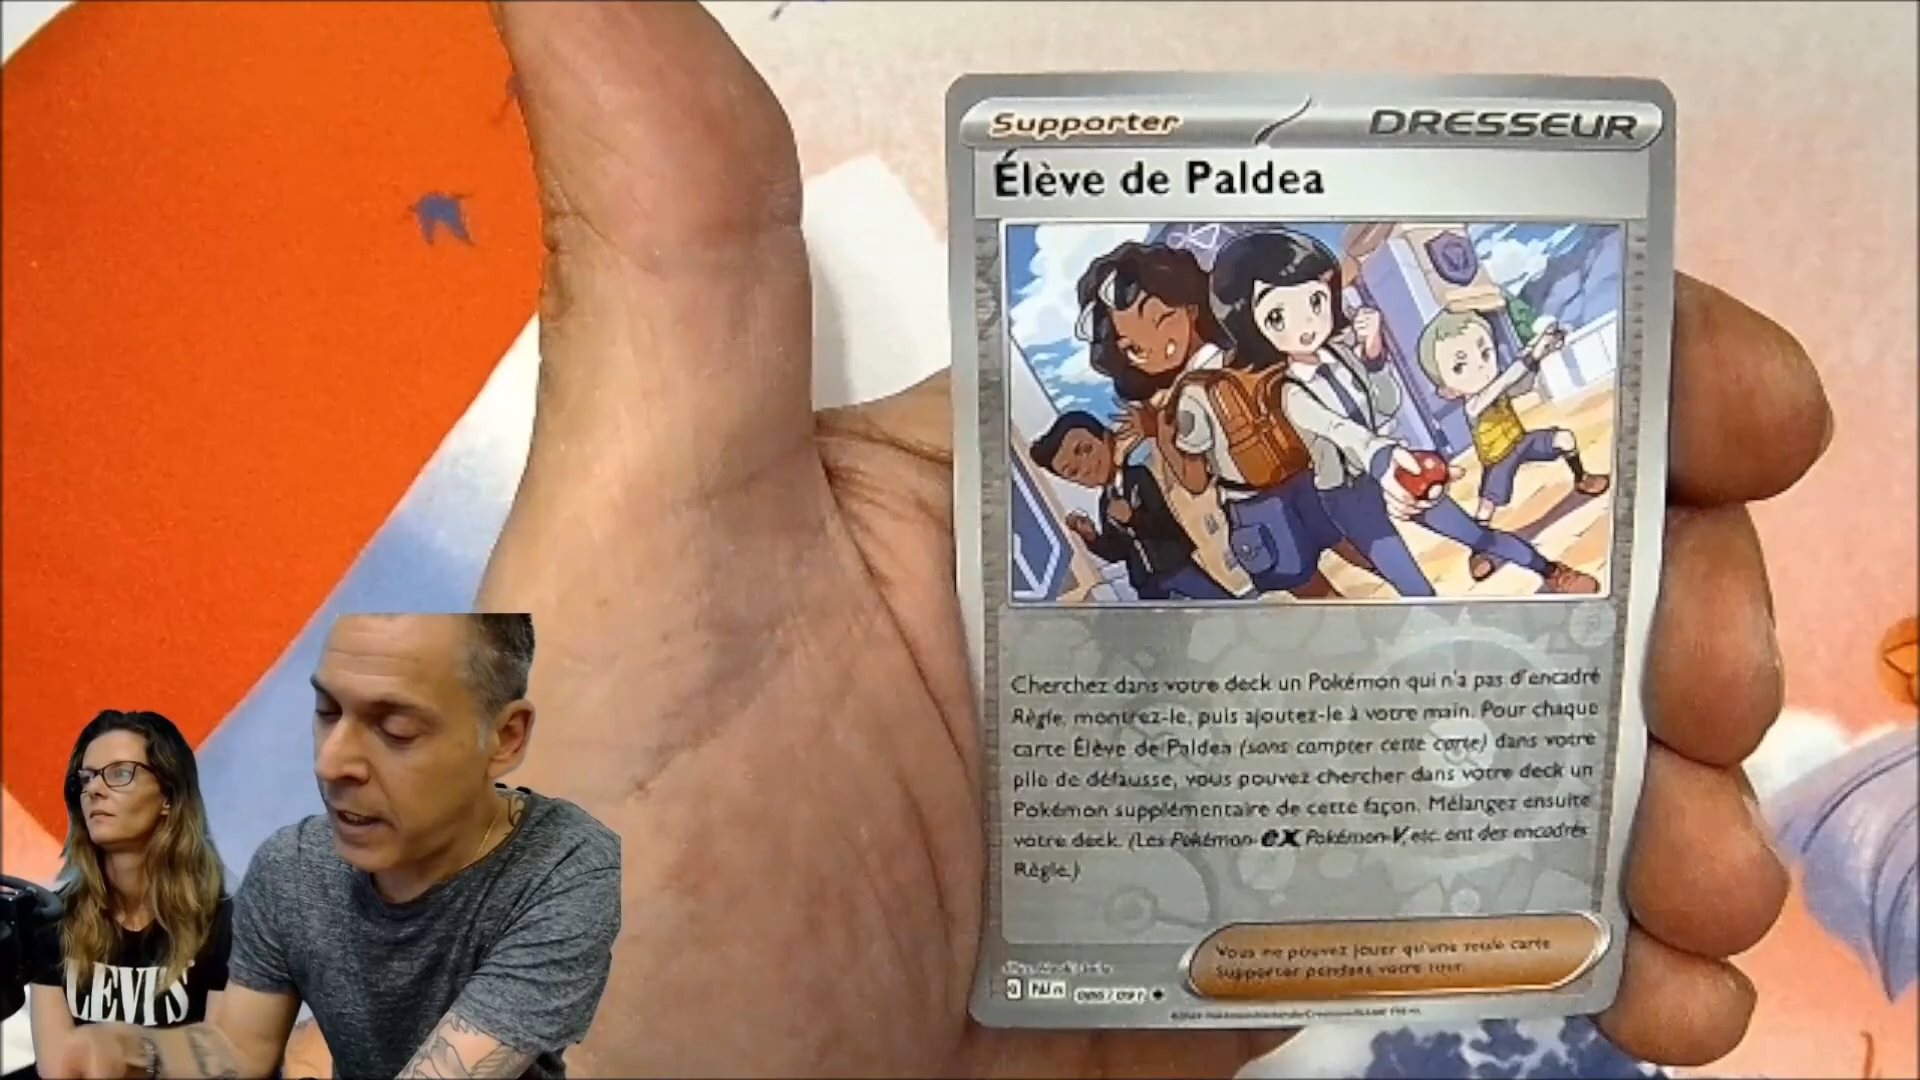 Supporter DRESSEUR
Élève de Paldea
Cherchez dans votre deck un Pokémon qui n'a pas d'encadré
Règle, montrez-le, puis ajoutez-le à votre main. Pour chaque
carte Élève de Paldea (sans compter cette carte) dans votre
pile de défausse, vous pouvez chercher dans votre deck un
Pokémon supplémentaire de cette façon. Mélangez ensuite
votre deck. (Les Pokémon-ex Pokémon-V, etc. ont des encadrés
Règle.)
Vous ne pouvez jouer qu'une seule carte
Supporter pendant votre tour.
LEVI'S